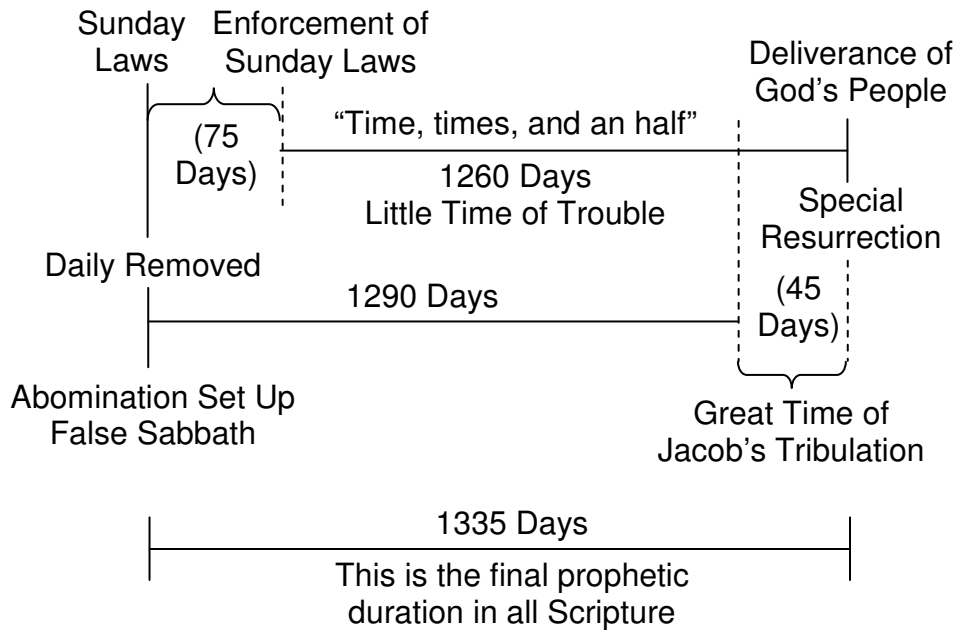 Sunday
Laws
Enforcement of
Sunday Laws
Deliverance of
God’s People
(75
Days)
“Time, times, and an half”
1260 Days
Little Time of Trouble
Special
Resurrection
Daily Removed
1290 Days
(45
Days)
Abomination Set Up
False Sabbath
Great Time of
Jacob’s Tribulation
1335 Days
This is the final prophetic
duration in all Scripture